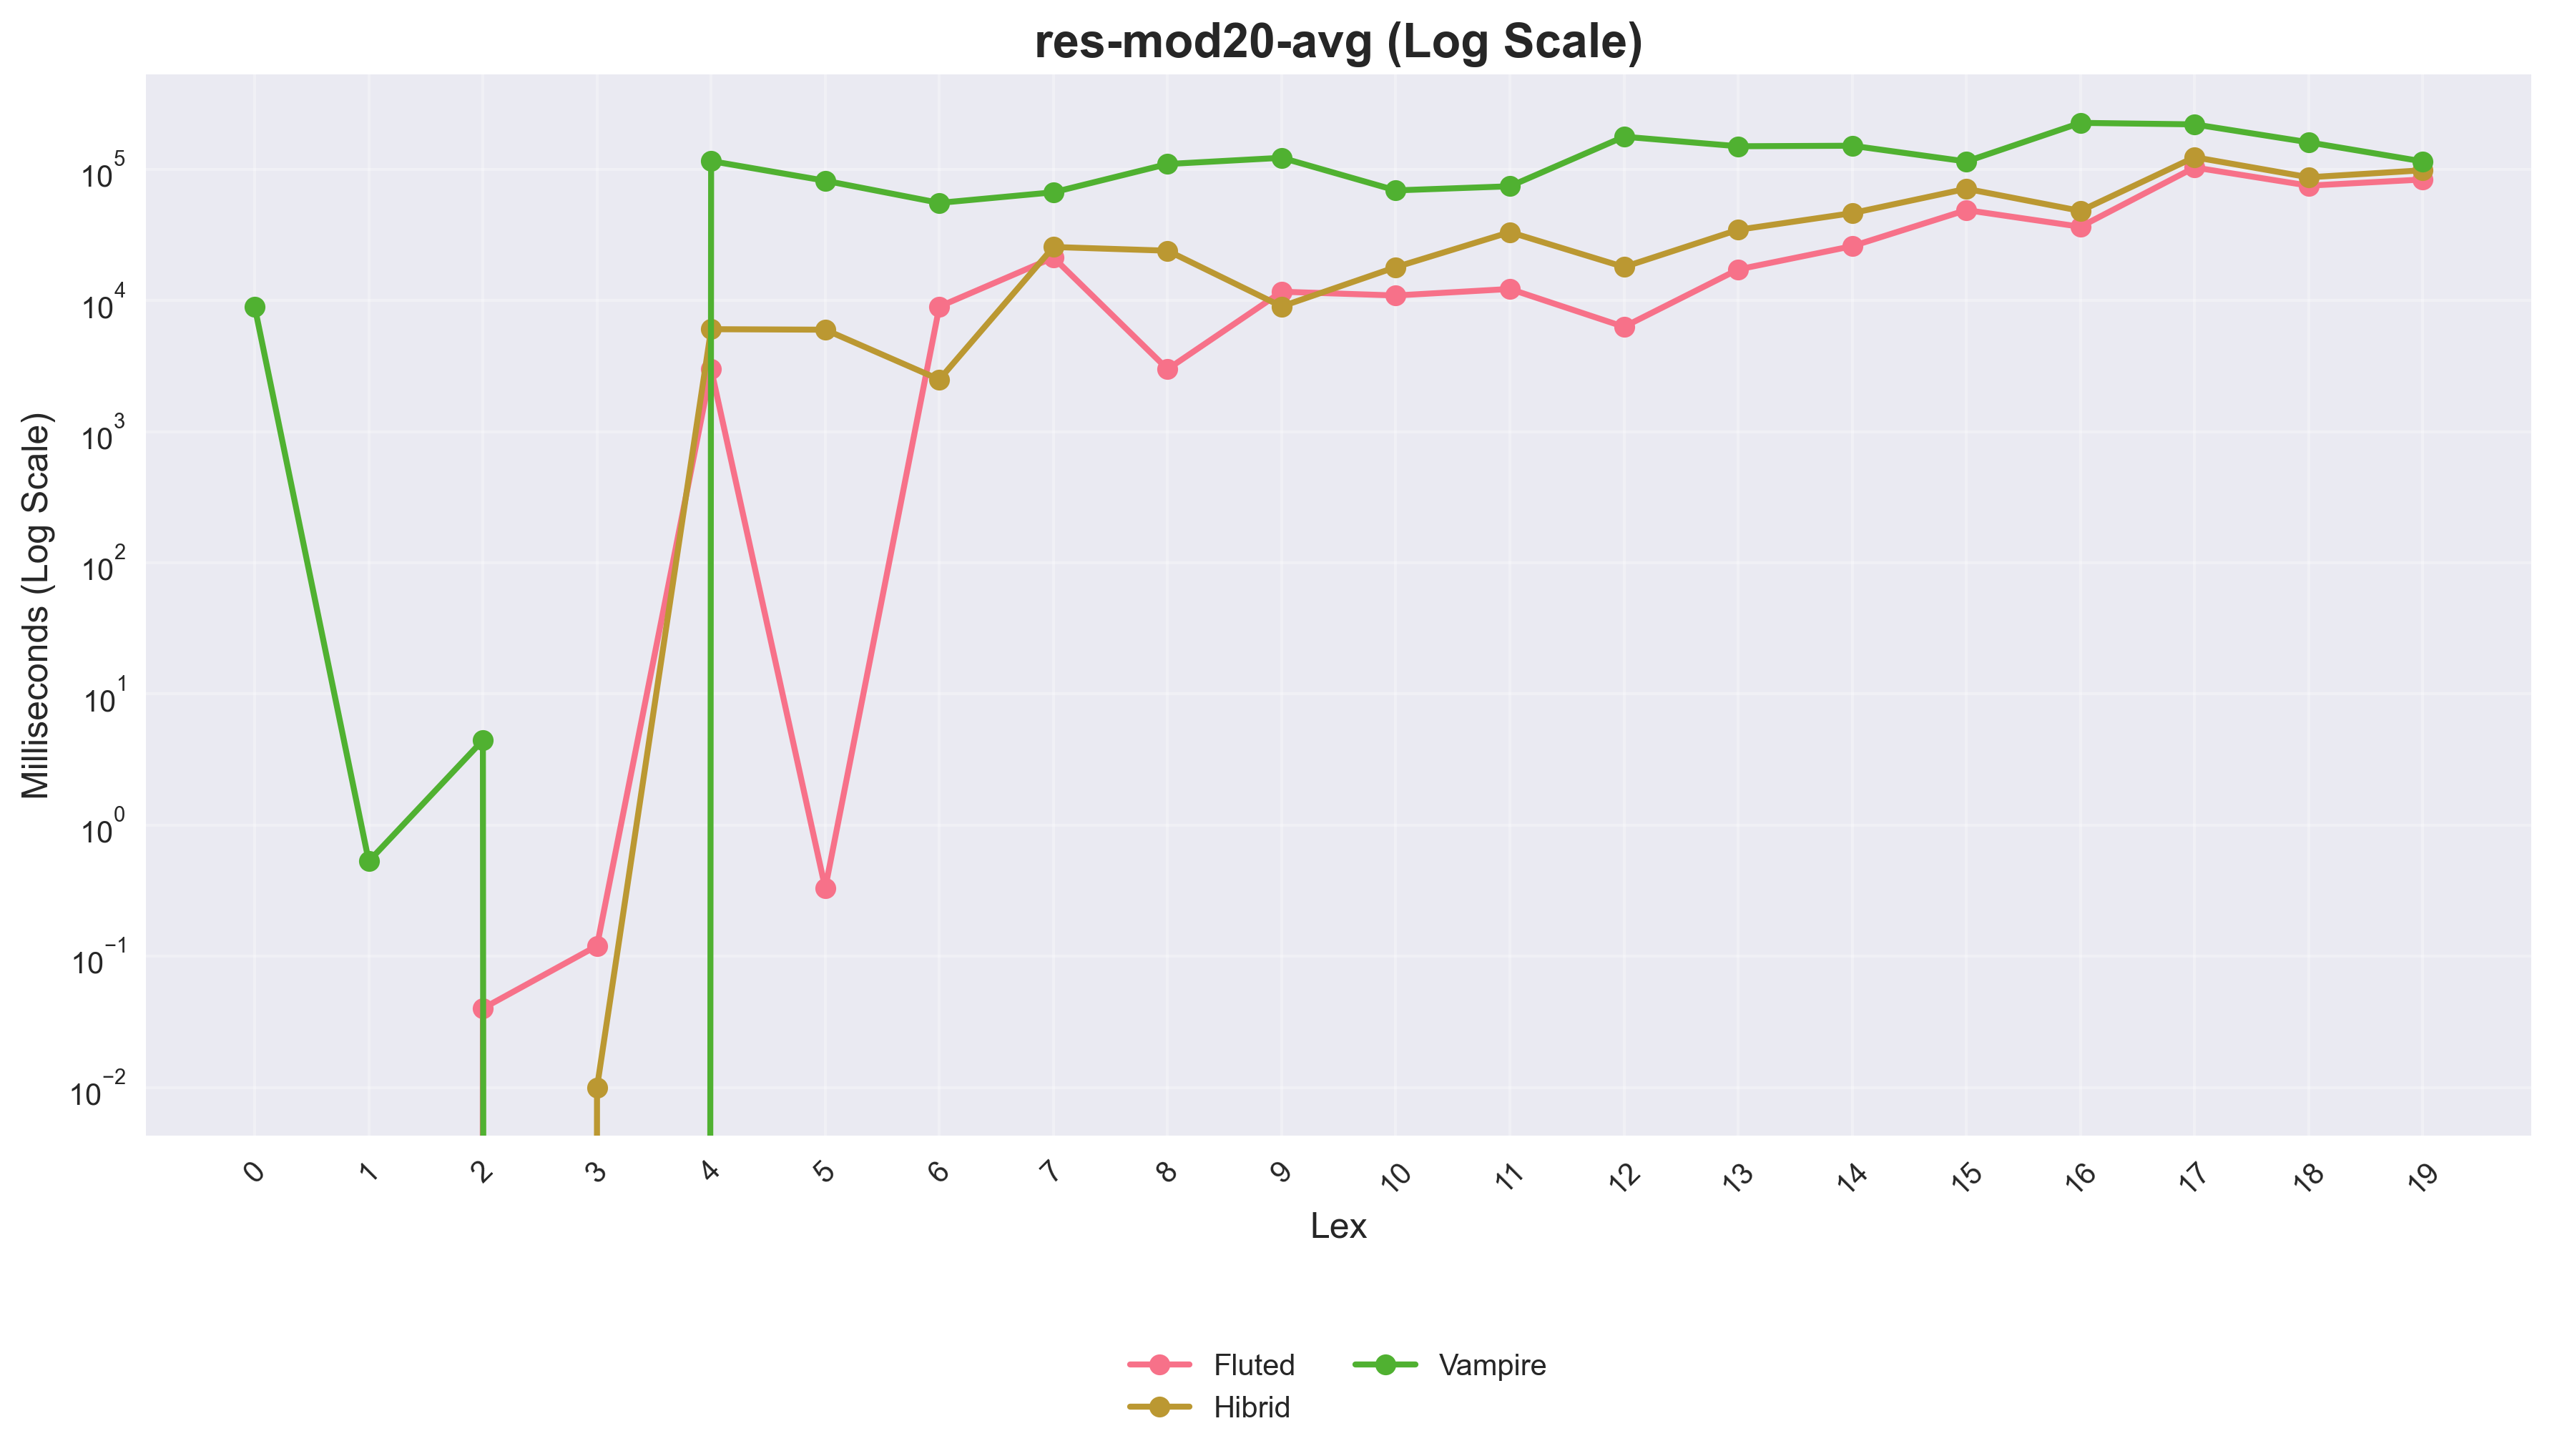 res-mod20-avg (Log Scale)
Milliseconds (Log Scale)
10^5
10^4
10^3
10^2
10^1
10^0
10^−1
10^−2
0 1 2 3 4 5 6 7 8 9 10 11 12 13 14 15 16 17 18 19
Lex
Fluted Vampire
Hibrid